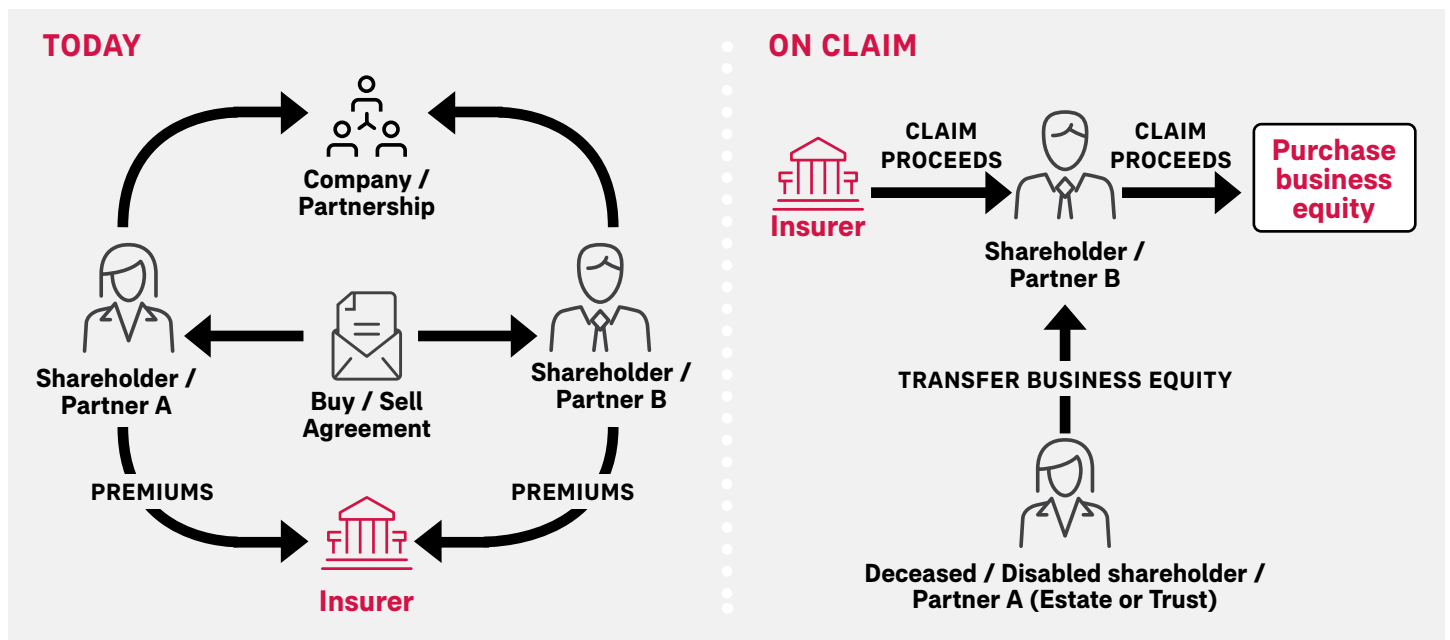 TODAY
Company /
Partnership
Shareholder /
Partner A
Buy / Sell
Agreement
Shareholder /
Partner B
PREMIUMS
PREMIUMS
Insurer
ON CLAIM
Insurer
CLAIM
PROCEEDS
Shareholder /
Partner B
CLAIM
PROCEEDS
Purchase
business
equity
TRANSFER BUSINESS EQUITY
Deceased / Disabled shareholder /
Partner A (Estate or Trust)